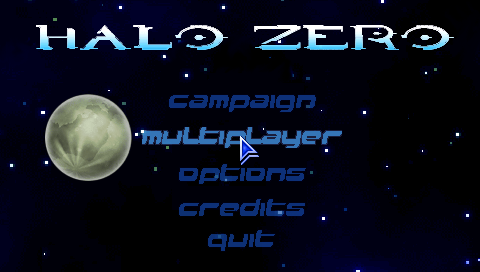 HALO ZERO
campaign
multiplayer
options
credits
quit